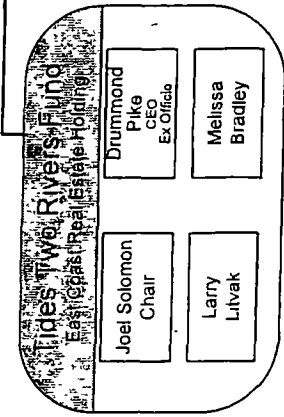 Tides Two Rivers Fund
East Coast Real Estate Holding
Joel Solomon
Chair
Drummond
Pike
CEO
Ex Officio
Larry
Litvak
Melissa
Bradley